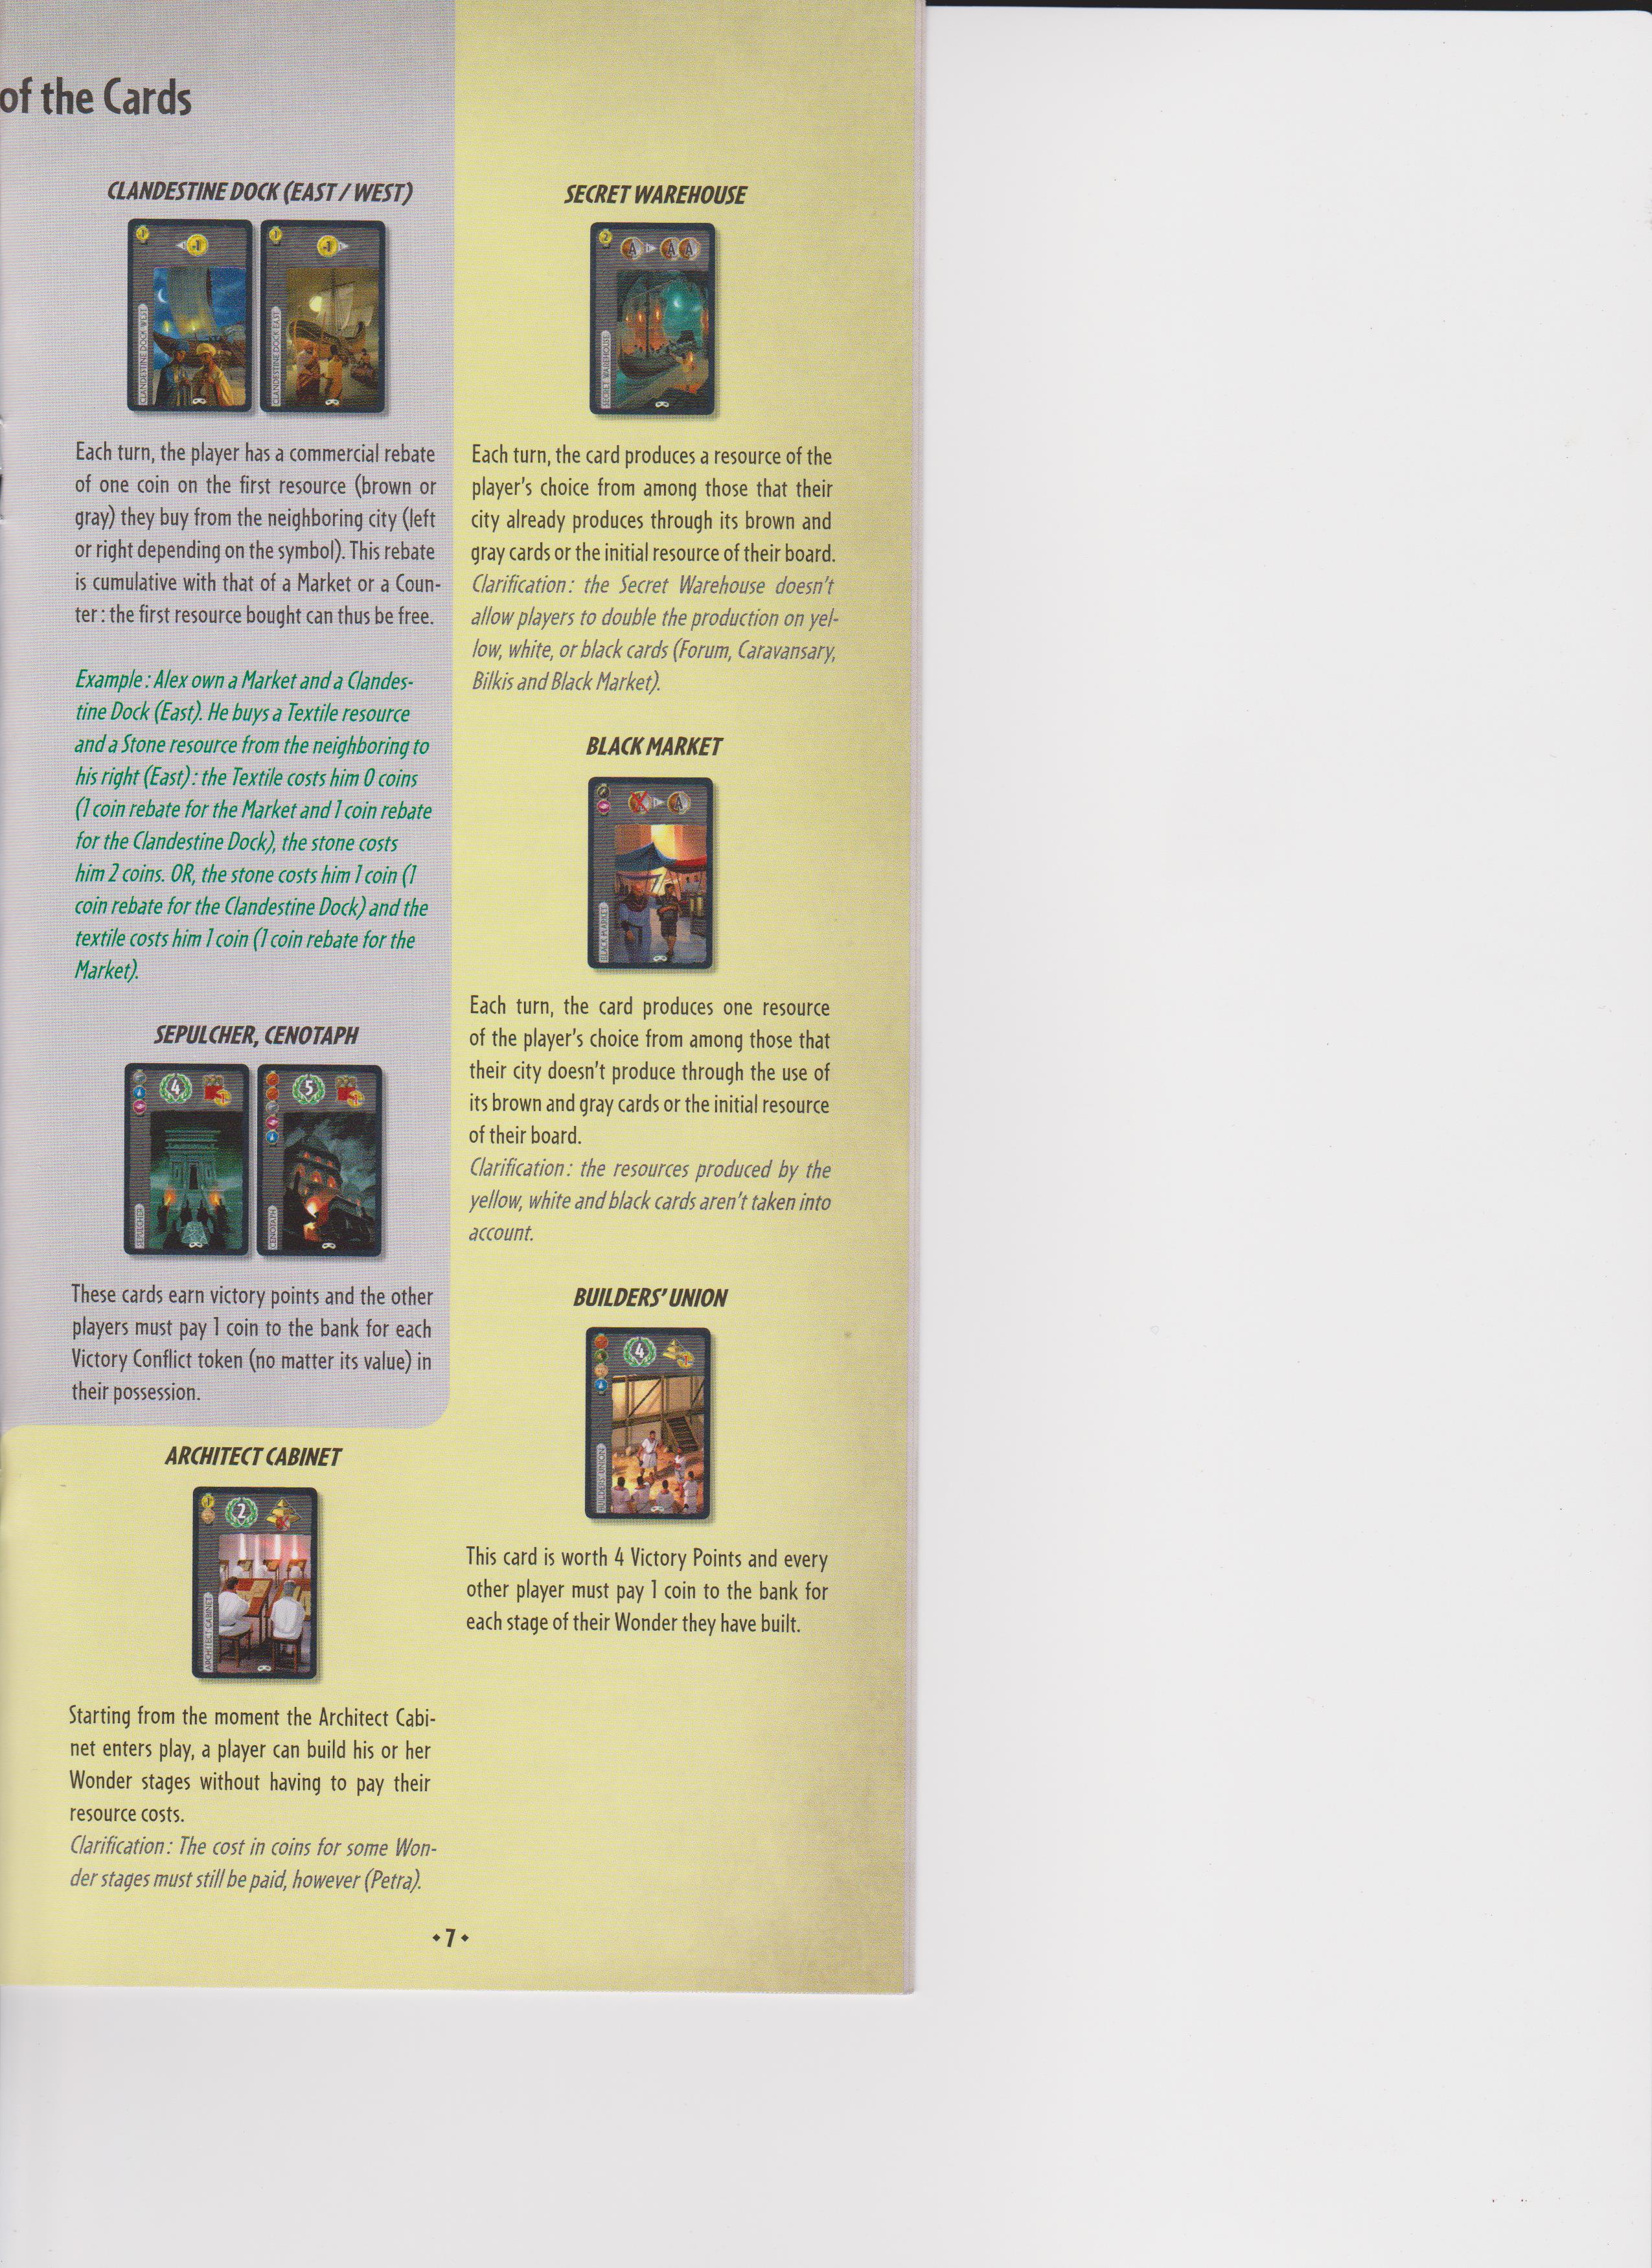 of the Cards
CLANDESTINE DOCK (EAST / WEST)
1
-1
CLANDESTINE DOCK WEST
1
-1
CLANDESTINE DOCK EAST
Each turn, the player has a commercial rebate
of one coin on the first resource (brown or
gray) they buy from the neighboring city (left
or right depending on the symbol). This rebate
is cumulative with that of a Market or a Coun-
ter : the first resource bought can thus be free.
Example : Alex own a Market and a Clandes-
tine Dock (East). He buys a Textile resource
and a Stone resource from the neighboring to
his right (East) : the Textile costs him 0 coins
(1 coin rebate for the Market and 1 coin rebate
for the Clandestine Dock), the stone costs
him 2 coins. OR, the stone costs him 1 coin (1
coin rebate for the Clandestine Dock) and the
textile costs him 1 coin (1 coin rebate for the
Market).
SEPULCHER, CENOTAPH
4
SEPULCHER
5
CENOTAPH
These cards earn victory points and the other
players must pay 1 coin to the bank for each
Victory Conflict token (no matter its value) in
their possession.
ARCHITECT CABINET
1
2
ARCHITECT CABINET
Starting from the moment the Architect Cabi-
net enters play, a player can build his or her
Wonder stages without having to pay their
resource costs.
Clarification : The cost in coins for some Won-
der stages must still be paid, however (Petra).
SECRET WAREHOUSE
2
A A A
SECRET WAREHOUSE
Each turn, the card produces a resource of the
player's choice from among those that their
city already produces through its brown and
gray cards or the initial resource of their board.
Clarification : the Secret Warehouse doesn't
allow players to double the production on yel-
low, white, or black cards (Forum, Caravansary,
Bilkis and Black Market).
BLACK MARKET
A
BLACK MARKET
Each turn, the card produces one resource
of the player's choice from among those that
their city doesn't produce through the use of
its brown and gray cards or the initial resource
of their board.
Clarification : the resources produced by the
yellow, white and black cards aren't taken into
account.
BUILDERS' UNION
4
BUILDERS' UNION
This card is worth 4 Victory Points and every
other player must pay 1 coin to the bank for
each stage of their Wonder they have built.
7